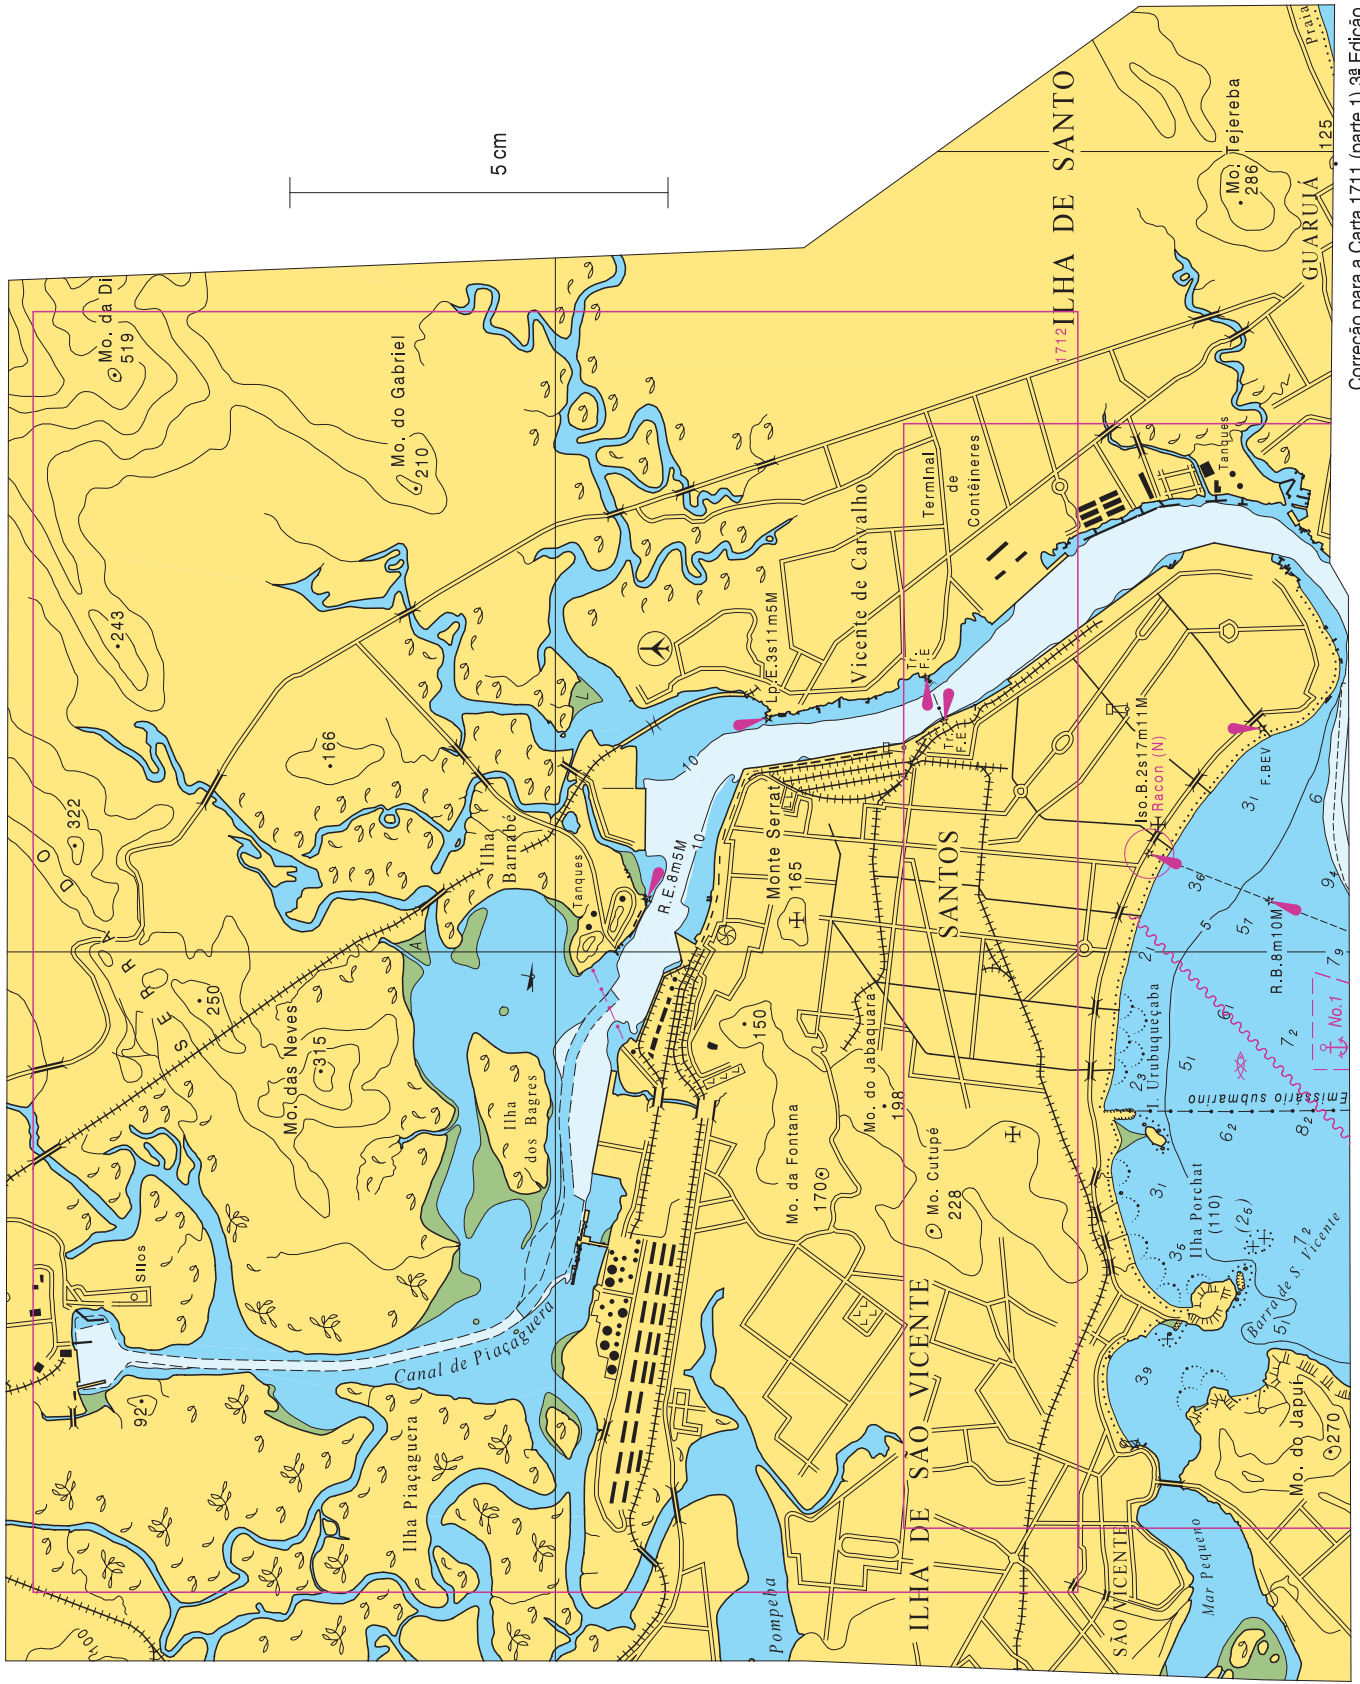 Correção para a Carta 1711 (parte 1) 3ª Edição
5 cm
92
Silos
Canal de Piaçaguera
Ilha Piaçaguera
100
Pompeba
SERRA DO
250
322
243
166
Mo. da Di
519
Mo. do Gabriel
210
Mo. das Neves
315
Ilha
dos Bagres
A
Ilha
Barnabé
Tanques
L
R.E.8m5M
10
10
Lp.E.3s11m5M
Vicente de Carvalho
Terminal
de
Contêineres
Tr.
F.E
Tr.
F.E
1712
ILHA DE SANTO
Mo. Tejereba
286
GUARUJÁ
125
Praia
Tanques
Monte Serrat
165
150
Mo. do Jabaquara
198
Mo. da Fontana
170
Mo. Cutupé
228
SANTOS
ILHA DE SÃO VICENTE
SÃO VICENTE
Mar Pequeno
Mo. do Japuí
270
Barra de S. Vicente
Ilha Porchat
(110)
(2₅)
I. Urubuqueçaba
Emissário submarino
Iso.B.2s17m11M
Racon (N)
R.B.8m10M
F.BEV
No.1
3₁
6
9₄
3₆
5
5₇
2₁
7₉
6₁
7₂
5₁
2₃
6₂
8₂
3₁
3₅
7₂
5₁
3₉